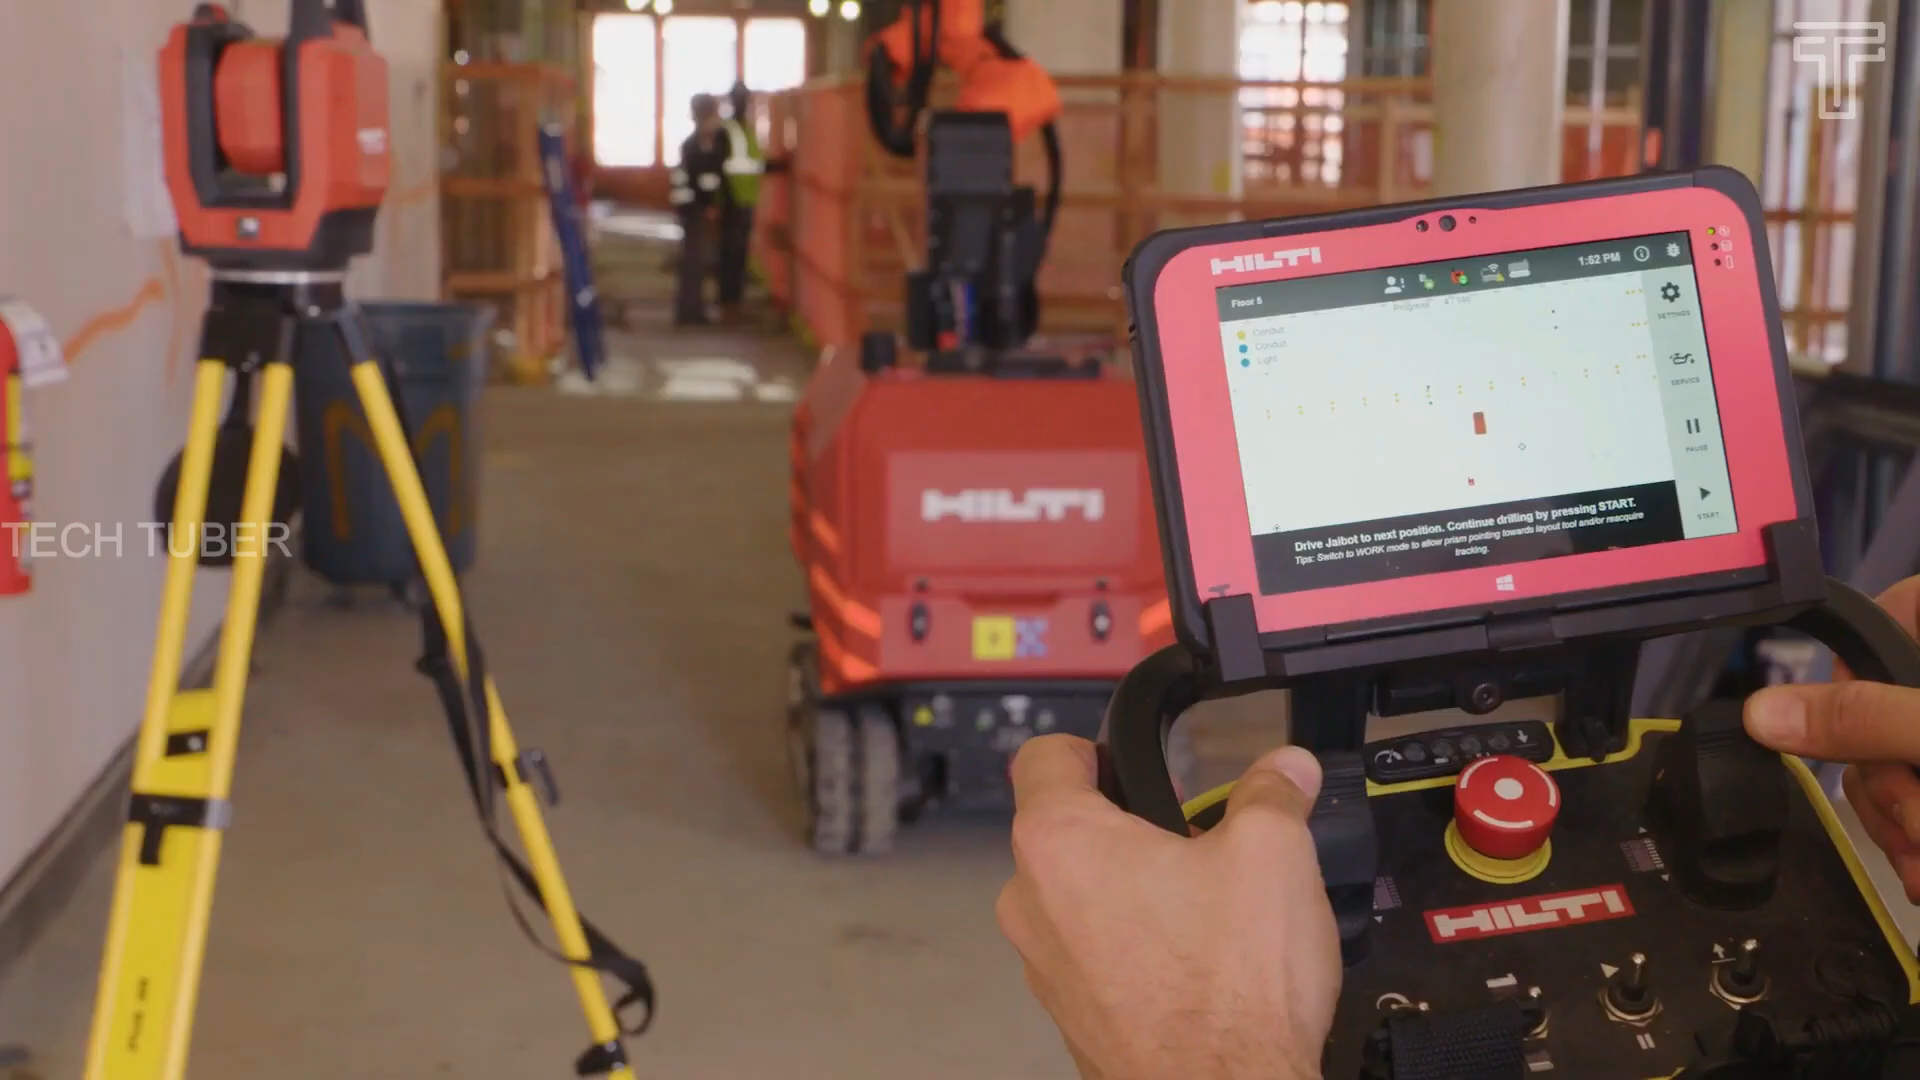 HILTI
1:52 PM
Floor 5
Progress
Conduit
Conduit
Light
SETTINGS
SERVICE
PAUSE
START
Drive Jaibot to next position. Continue drilling by pressing START.
Tips: Switch to WORK mode to allow prism pointing towards layout tool and/or reacquire
tracking.
HILTI
TECH TUBER
HILTI